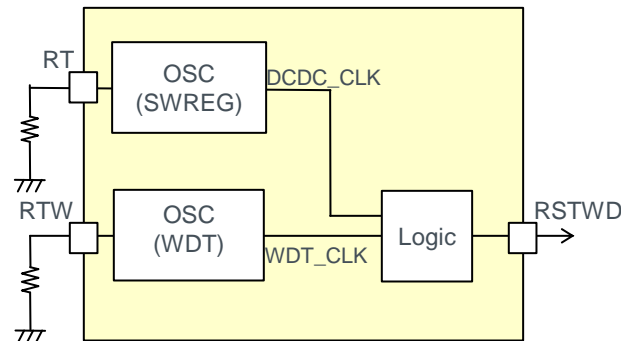 RT
OSC
(SWREG)
DCDC_CLK
RTW
OSC
(WDT)
WDT_CLK
Logic
RSTWD